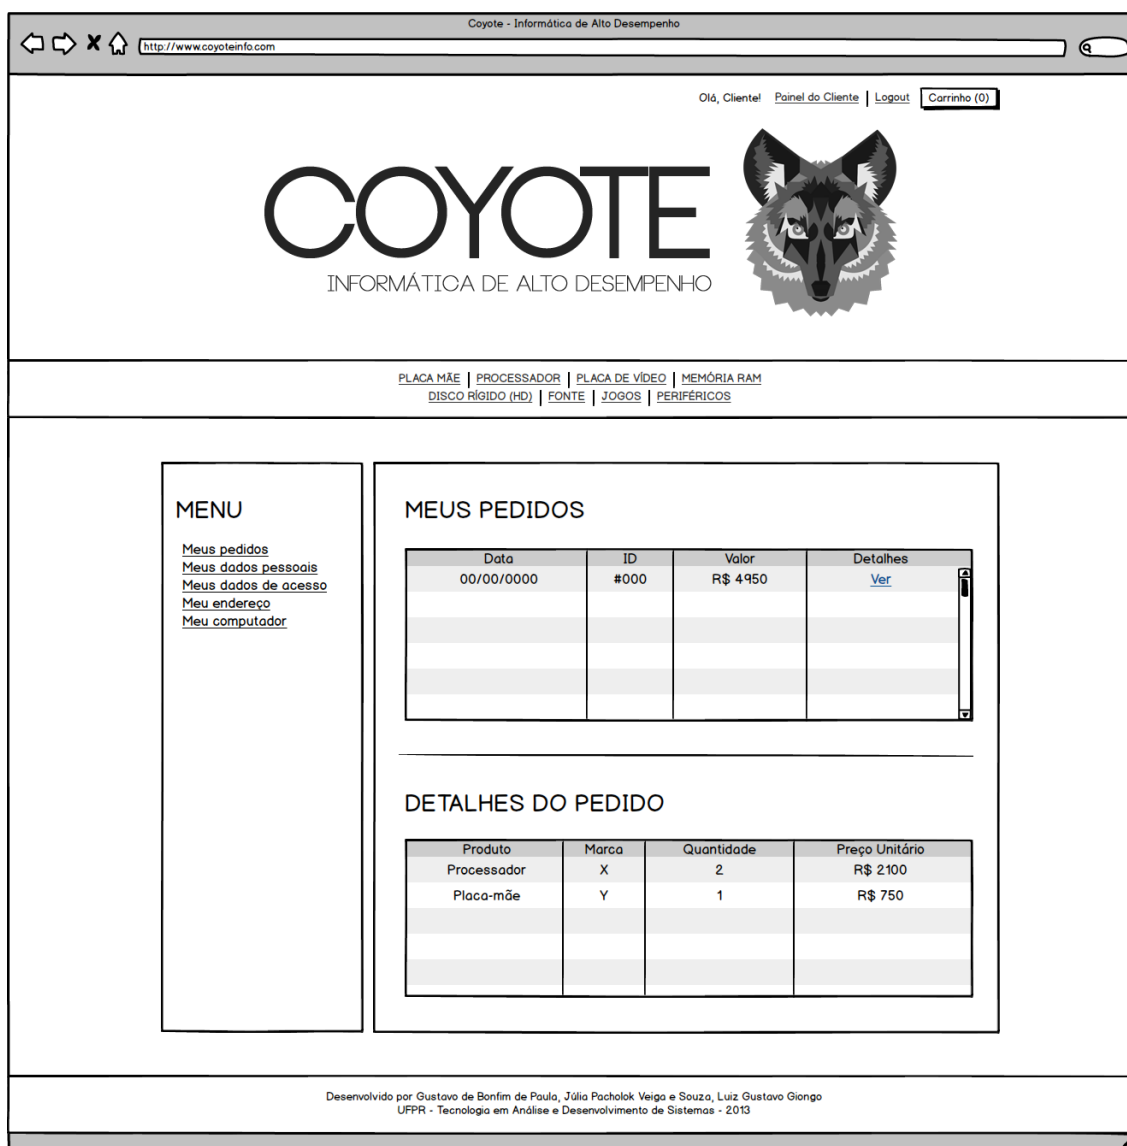 Coyote - Informática de Alto Desempenho
http://www.coyoteinfo.com
Olá, Cliente! Painel do Cliente | Logout Carrinho (0)
COYOTE
INFORMÁTICA DE ALTO DESEMPENHO
PLACA MÃE | PROCESSADOR | PLACA DE VÍDEO | MEMÓRIA RAM
DISCO RÍGIDO (HD) | FONTE | JOGOS | PERIFÉRICOS
MENU
Meus pedidos
Meus dados pessoais
Meus dados de acesso
Meu endereço
Meu computador
MEUS PEDIDOS
Data ID Valor Detalhes
00/00/0000 #000 R$ 4950 Ver
DETALHES DO PEDIDO
Produto Marca Quantidade Preço Unitário
Processador X 2 R$ 2100
Placa-mãe Y 1 R$ 750
Desenvolvido por Gustavo de Bonfim de Paula, Júlia Pacholok Veiga e Souza, Luiz Gustavo Giongo
UFPR - Tecnologia em Análise e Desenvolvimento de Sistemas - 2013